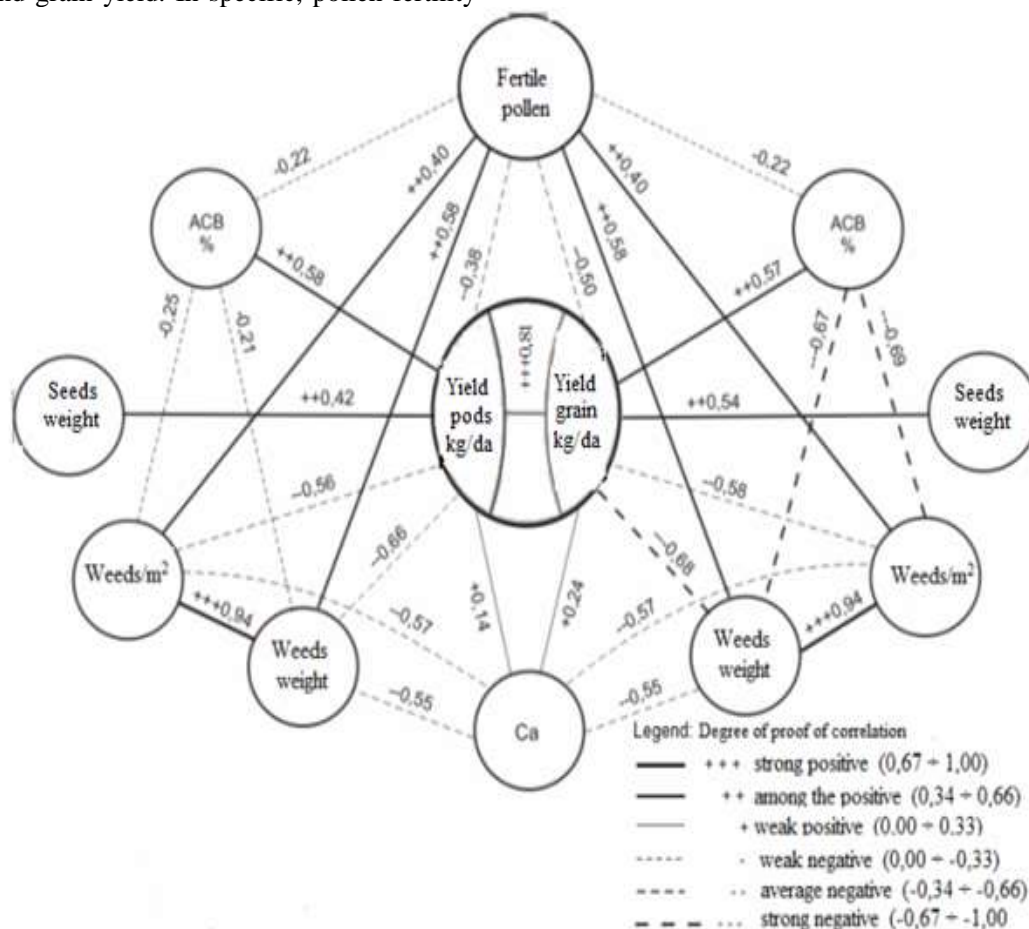 nd grain yield. In specific, pollen fertility
Fertile
pollen
-0,22
++0,40
++0,58
--0,38
--0,50
++0,58
++0,40
-0,22
ACB
%
ACB
%
++0,58
++0,57
-0,25
-0,21
+++0,81
---0,67
---0,69
Seeds
weight
++0,42
Yield
pods
kg/da
Yield
grain
kg/da
++0,54
Seeds
weight
--0,56
--0,58
--0,66
---0,68
Weeds/m²
Weeds/m²
+++0,94
--0,57
+0,14
+0,24
--0,57
+++0,94
Weeds
weight
Weeds
weight
--0,55
Ca
--0,55
Legend: Degree of proof of correlation
+++ strong positive (0,67 ÷ 1,00)
++ among the positive (0,34 ÷ 0,66)
+ weak positive (0.00 ÷ 0.33)
- weak negative (0,00 ÷ -0,33)
-- average negative (-0,34 ÷ -0,66)
--- strong negative (-0,67 ÷ -1,00